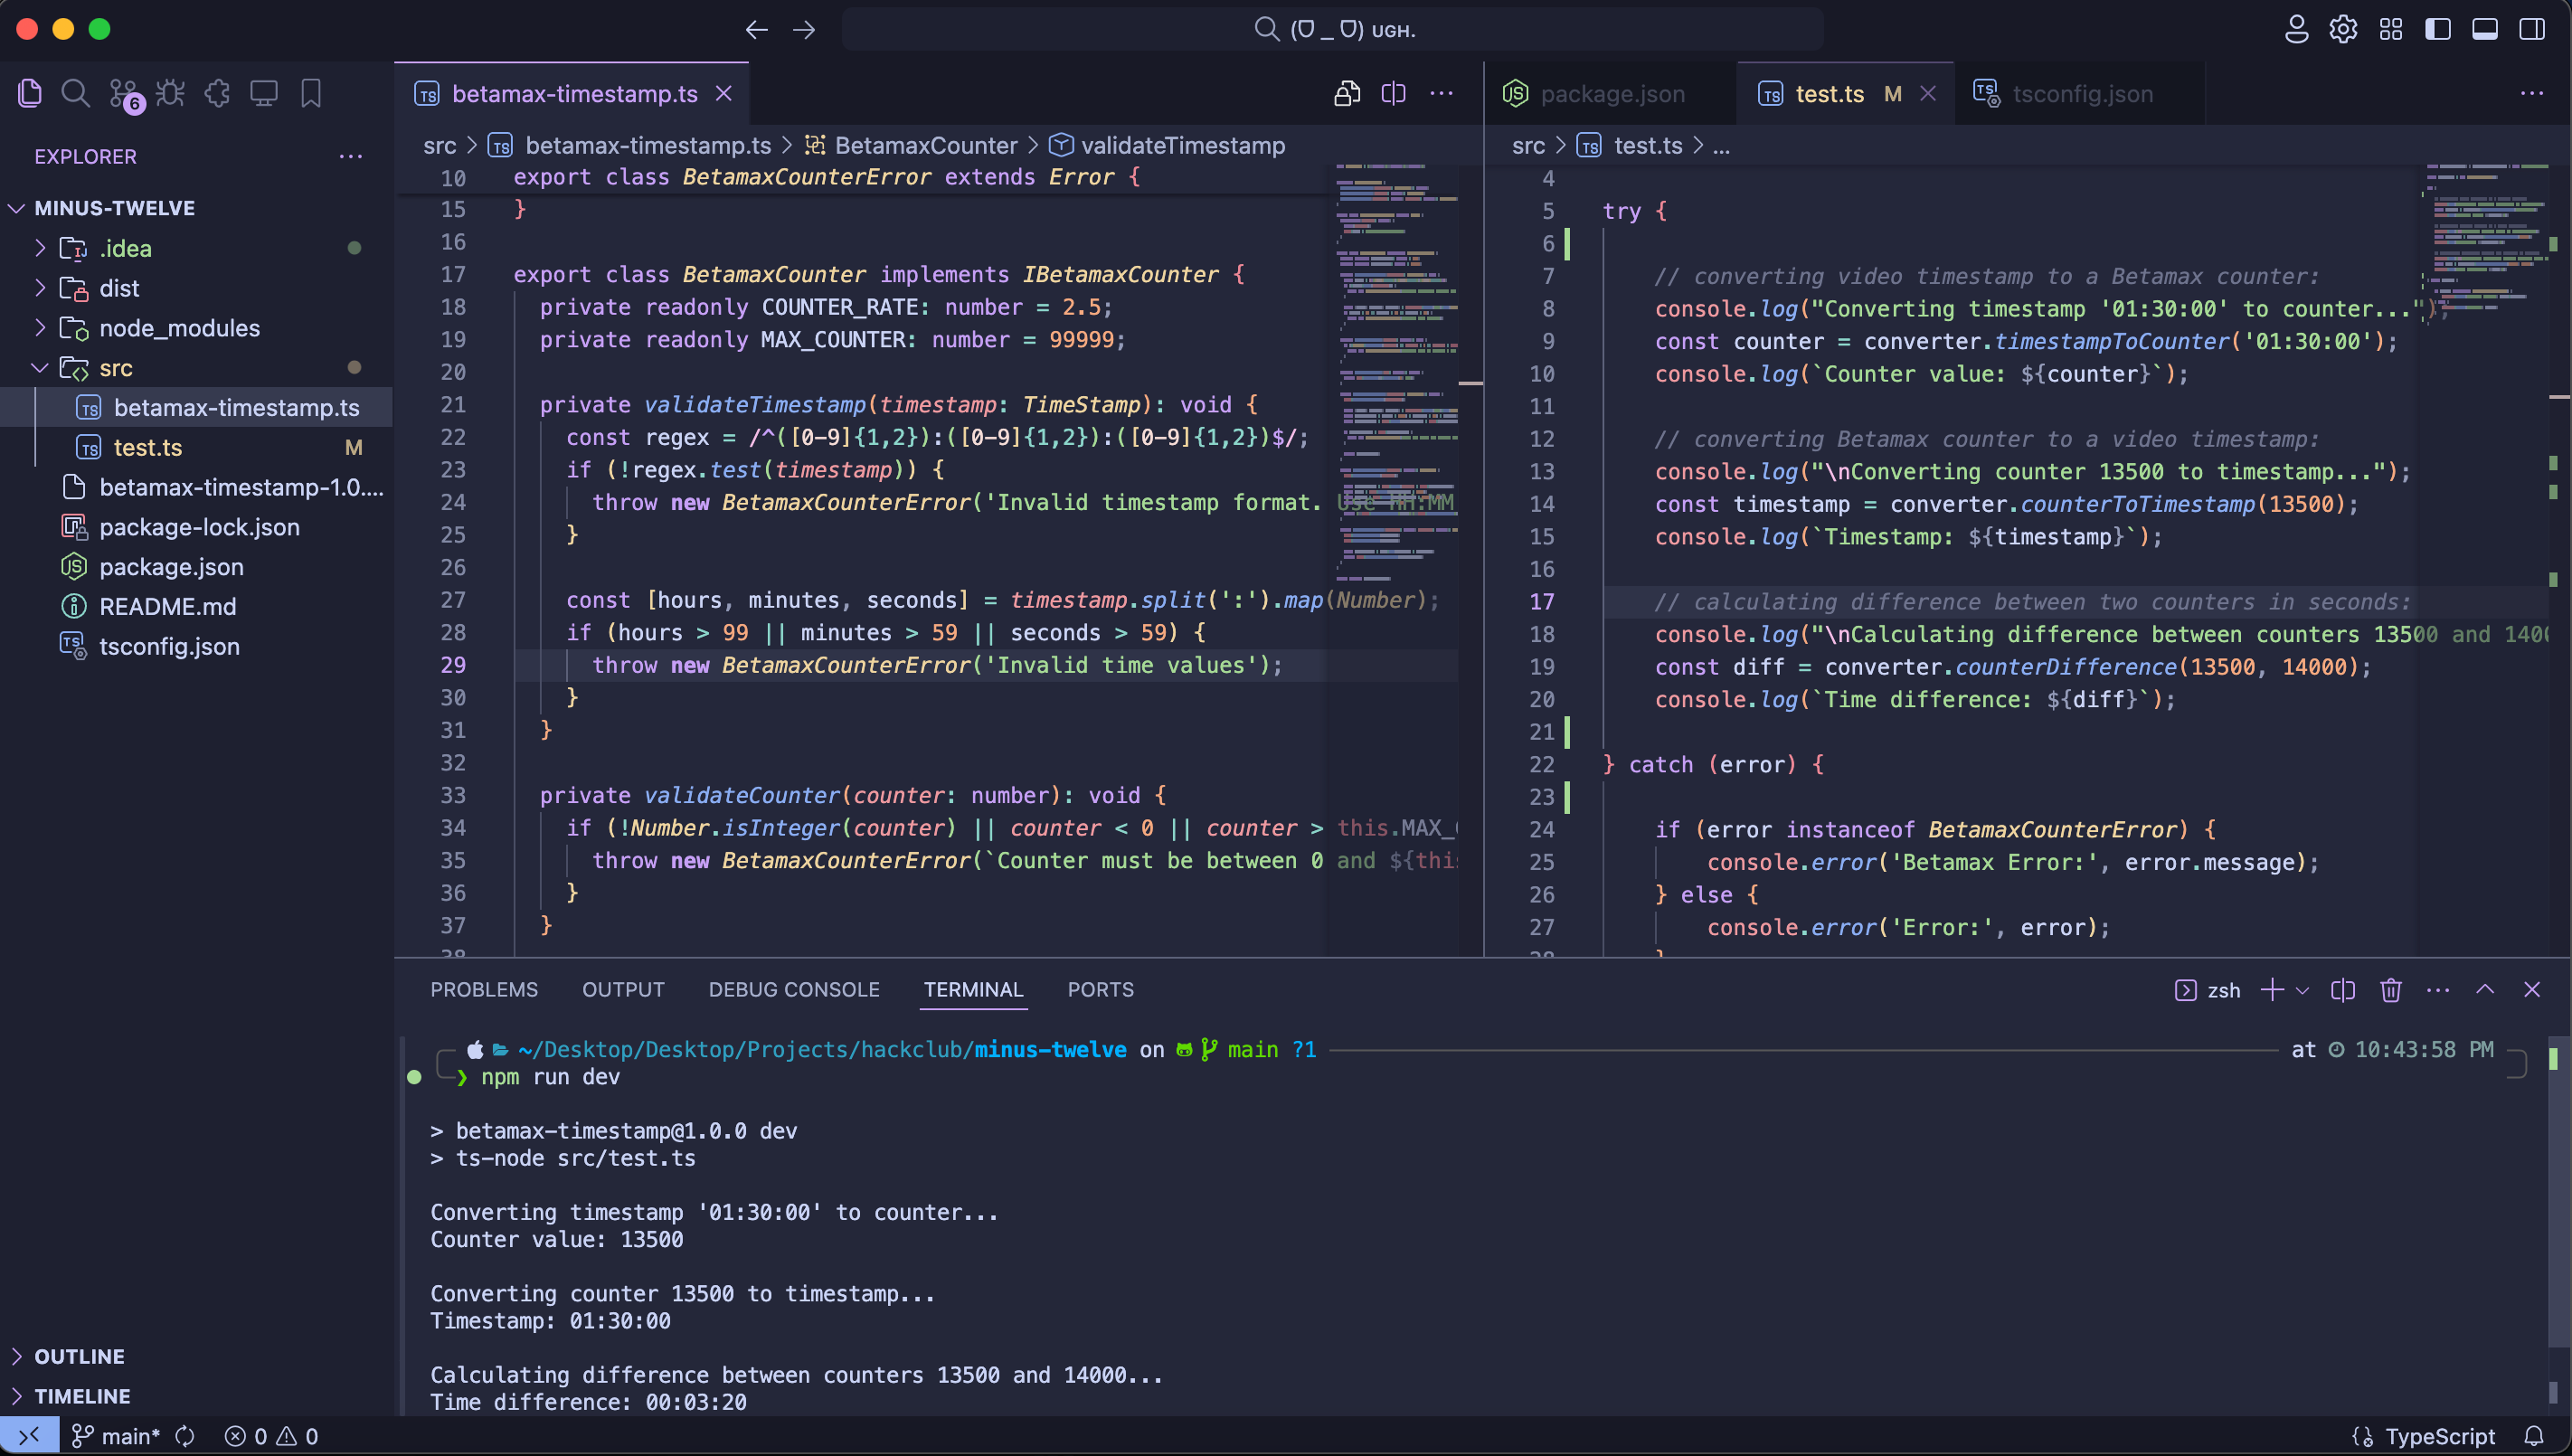 (ᗜ _ ᗜ) UGH.
6
EXPLORER
MINUS-TWELVE
.idea
dist
node_modules
src
betamax-timestamp.ts
test.ts M
betamax-timestamp-1.0....
package-lock.json
package.json
README.md
tsconfig.json
OUTLINE
TIMELINE
betamax-timestamp.ts
src > betamax-timestamp.ts > BetamaxCounter > validateTimestamp
10 export class BetamaxCounterError extends Error {
15 }
16
17 export class BetamaxCounter implements IBetamaxCounter {
18 private readonly COUNTER_RATE: number = 2.5;
19 private readonly MAX_COUNTER: number = 99999;
20
21 private validateTimestamp(timestamp: TimeStamp): void {
22 const regex = /^([0-9]{1,2}):([0-9]{1,2}):([0-9]{1,2})$/;
23 if (!regex.test(timestamp)) {
24 throw new BetamaxCounterError('Invalid timestamp format. Use HH:MM
25 }
26
27 const [hours, minutes, seconds] = timestamp.split(':').map(Number);
28 if (hours > 99 || minutes > 59 || seconds > 59) {
29 throw new BetamaxCounterError('Invalid time values');
30 }
31 }
32
33 private validateCounter(counter: number): void {
34 if (!Number.isInteger(counter) || counter < 0 || counter > this.MAX_
35 throw new BetamaxCounterError(`Counter must be between 0 and ${this
36 }
37 }
38
package.json test.ts M tsconfig.json
src > test.ts > ...
4
5 try {
6
7 // converting video timestamp to a Betamax counter:
8 console.log("Converting timestamp '01:30:00' to counter...");
9 const counter = converter.timestampToCounter('01:30:00');
10 console.log(`Counter value: ${counter}`);
11
12 // converting Betamax counter to a video timestamp:
13 console.log("\nConverting counter 13500 to timestamp...");
14 const timestamp = converter.counterToTimestamp(13500);
15 console.log(`Timestamp: ${timestamp}`);
16
17 // calculating difference between two counters in seconds:
18 console.log("\nCalculating difference between counters 13500 and 1400
19 const diff = converter.counterDifference(13500, 14000);
20 console.log(`Time difference: ${diff}`);
21
22 } catch (error) {
23
24 if (error instanceof BetamaxCounterError) {
25 console.error('Betamax Error:', error.message);
26 } else {
27 console.error('Error:', error);
28 }
PROBLEMS OUTPUT DEBUG CONSOLE TERMINAL PORTS
zsh
~/Desktop/Desktop/Projects/hackclub/minus-twelve on main ?1 at 10:43:58 PM
❯ npm run dev
> betamax-timestamp@1.0.0 dev
> ts-node src/test.ts
Converting timestamp '01:30:00' to counter...
Counter value: 13500
Converting counter 13500 to timestamp...
Timestamp: 01:30:00
Calculating difference between counters 13500 and 14000...
Time difference: 00:03:20
main* 0 0
TypeScript